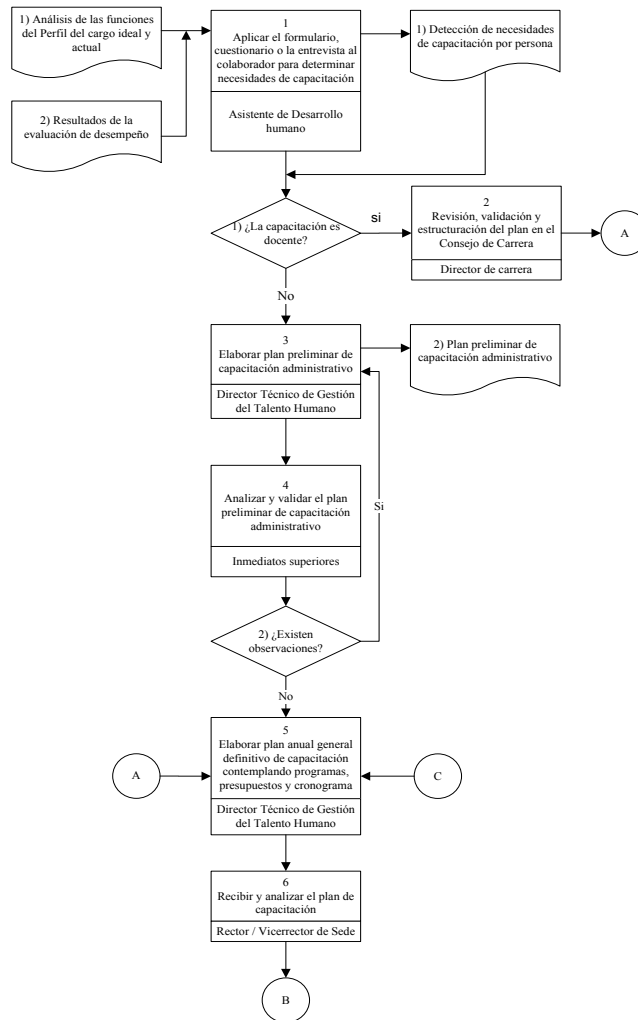 1) Análisis de las funciones
del Perfil del cargo ideal y
actual
1
Aplicar el formulario,
cuestionario o la entrevista al
colaborador para determinar
necesidades de capacitación
Asistente de Desarrollo
humano
1) Detección de necesidades
de capacitación por persona
2) Resultados de la
evaluación de desempeño
1) ¿La capacitación es
docente?
si
2
Revisión, validación y
estructuración del plan en el
Consejo de Carrera
Director de carrera
A
No
3
Elaborar plan preliminar de
capacitación administrativo
Director Técnico de Gestión
del Talento Humano
2) Plan preliminar de
capacitación administrativo
4
Analizar y validar el plan
preliminar de capacitación
administrativo
Inmediatos superiores
Si
2) ¿Existen
observaciones?
No
5
Elaborar plan anual general
definitivo de capacitación
contemplando programas,
presupuestos y cronograma
Director Técnico de Gestión
del Talento Humano
A
C
6
Recibir y analizar el plan de
capacitación
Rector / Vicerrector de Sede
B